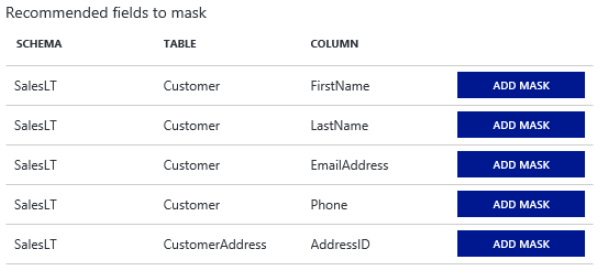 Recommended fields to mask
SCHEMA TABLE COLUMN
SalesLT Customer FirstName ADD MASK
SalesLT Customer LastName ADD MASK
SalesLT Customer EmailAddress ADD MASK
SalesLT Customer Phone ADD MASK
SalesLT CustomerAddress AddressID ADD MASK